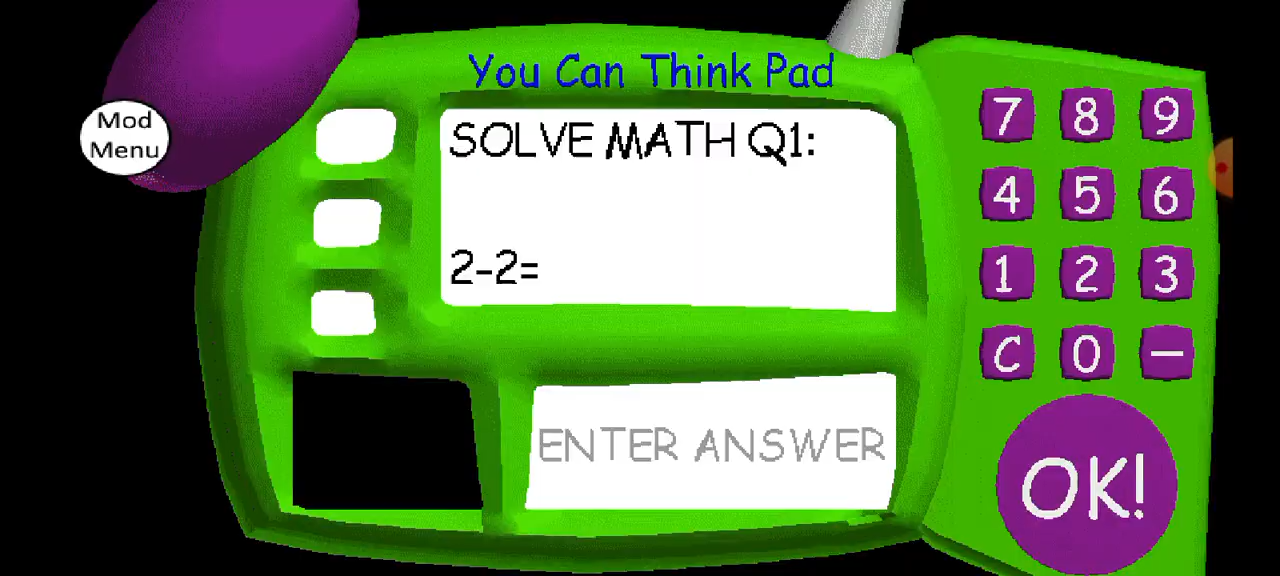 You Can Think Pad
Mod
Menu
SOLVE MATH Q1:
2-2=
ENTER ANSWER
7 8 9
4 5 6
1 2 3
C 0 —
OK!